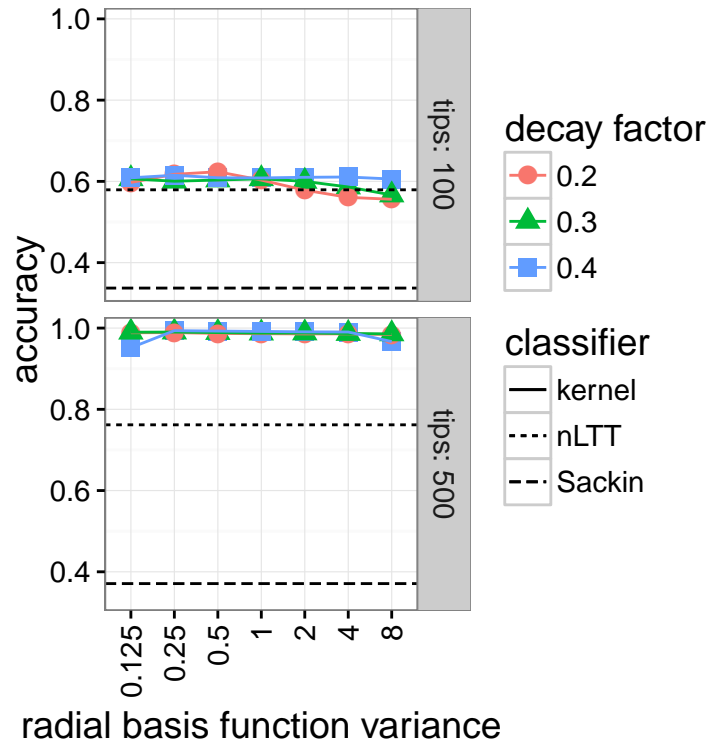 accuracy
1.0
0.8
0.6
0.4
tips: 100
1.0
0.8
0.6
0.4
tips: 500
0.125
0.25
0.5
1
2
4
8
radial basis function variance
decay factor
0.2
0.3
0.4
classifier
kernel
nLTT
Sackin